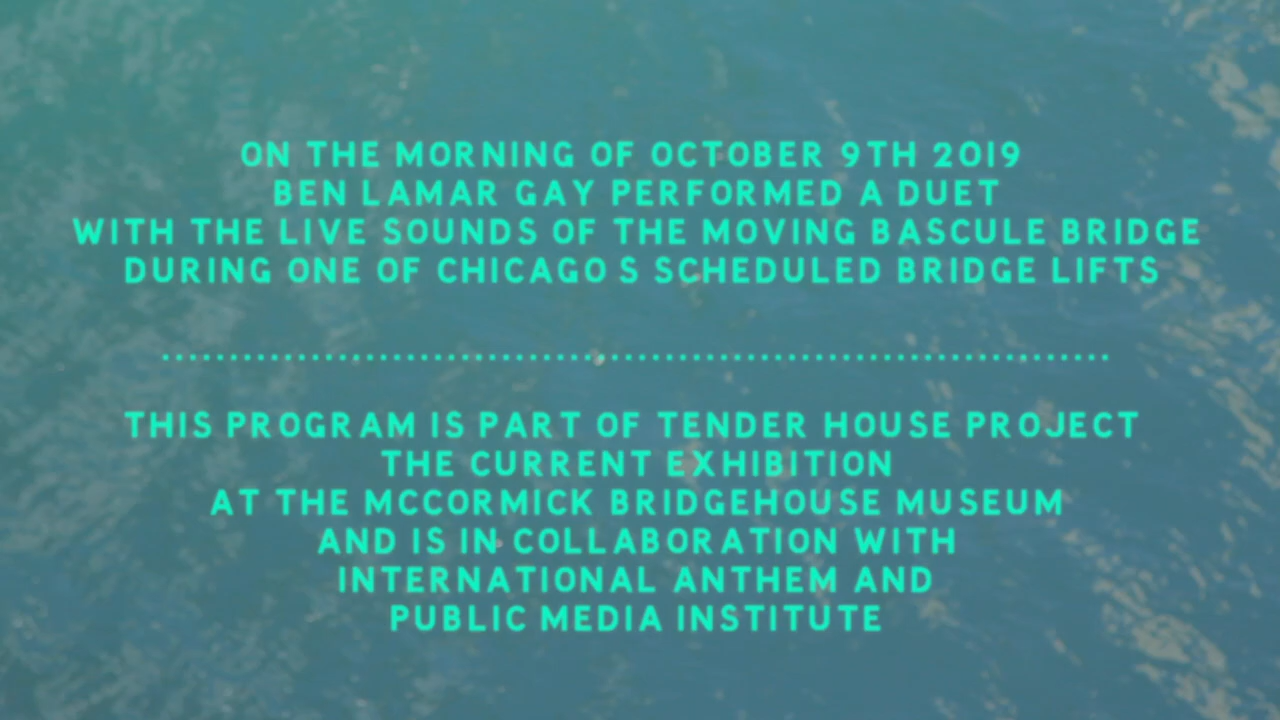 ON THE MORNING OF OCTOBER 9TH 2019
BEN LAMAR GAY PERFORMED A DUET
WITH THE LIVE SOUNDS OF THE MOVING BASCULE BRIDGE
DURING ONE OF CHICAGO S SCHEDULED BRIDGE LIFTS
......................................................................
THIS PROGRAM IS PART OF TENDER HOUSE PROJECT
THE CURRENT EXHIBITION
AT THE MCCORMICK BRIDGEHOUSE MUSEUM
AND IS IN COLLABORATION WITH
INTERNATIONAL ANTHEM AND
PUBLIC MEDIA INSTITUTE